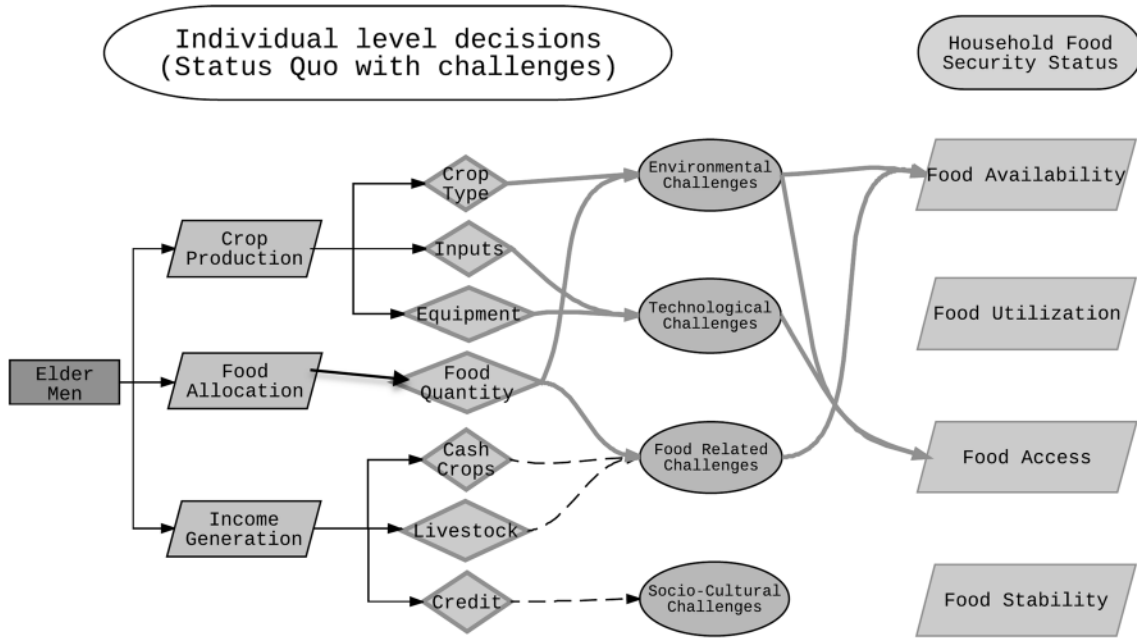 Individual level decisions
(Status Quo with challenges)
Household Food
Security Status
Crop
Type
Environmental
Challenges
Food Availability
Crop
Production
Inputs
Equipment
Technological
Challenges
Food Utilization
Elder
Men
Food
Allocation
Food
Quantity
Cash
Crops
Food Related
Challenges
Food Access
Income
Generation
Livestock
Credit
Socio-Cultural
Challenges
Food Stability